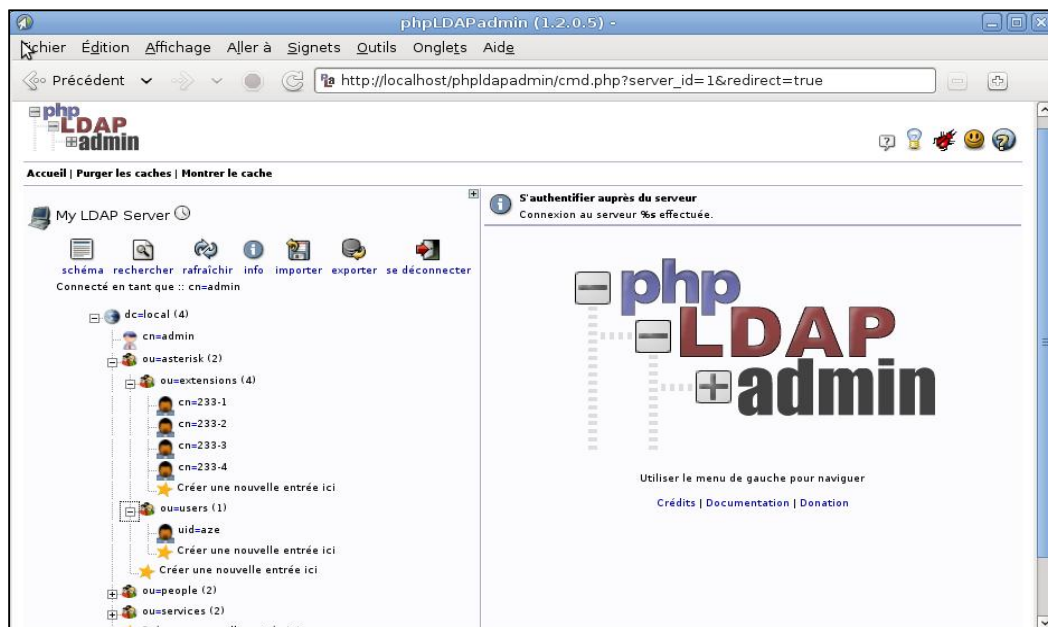 phpLDAPadmin (1.2.0.5) -
Fichier Édition Affichage Aller à Signets Outils Onglets Aide
Précédent http://localhost/phpldapadmin/cmd.php?server_id=1&redirect=true
php
LDAP
admin
Accueil | Purger les caches | Montrer le cache
My LDAP Server
schéma rechercher rafraîchir info importer exporter se déconnecter
Connecté en tant que :: cn=admin
dc=local (4)
cn=admin
ou=asterisk (2)
ou=extensions (4)
cn=233-1
cn=233-2
cn=233-3
cn=233-4
Créer une nouvelle entrée ici
ou=users (1)
uid=aze
Créer une nouvelle entrée ici
Créer une nouvelle entrée ici
ou=people (2)
ou=services (2)
S'authentifier auprès du serveur
Connexion au serveur %s effectuée.
php
LDAP
admin
Utiliser le menu de gauche pour naviguer
Crédits | Documentation | Donation